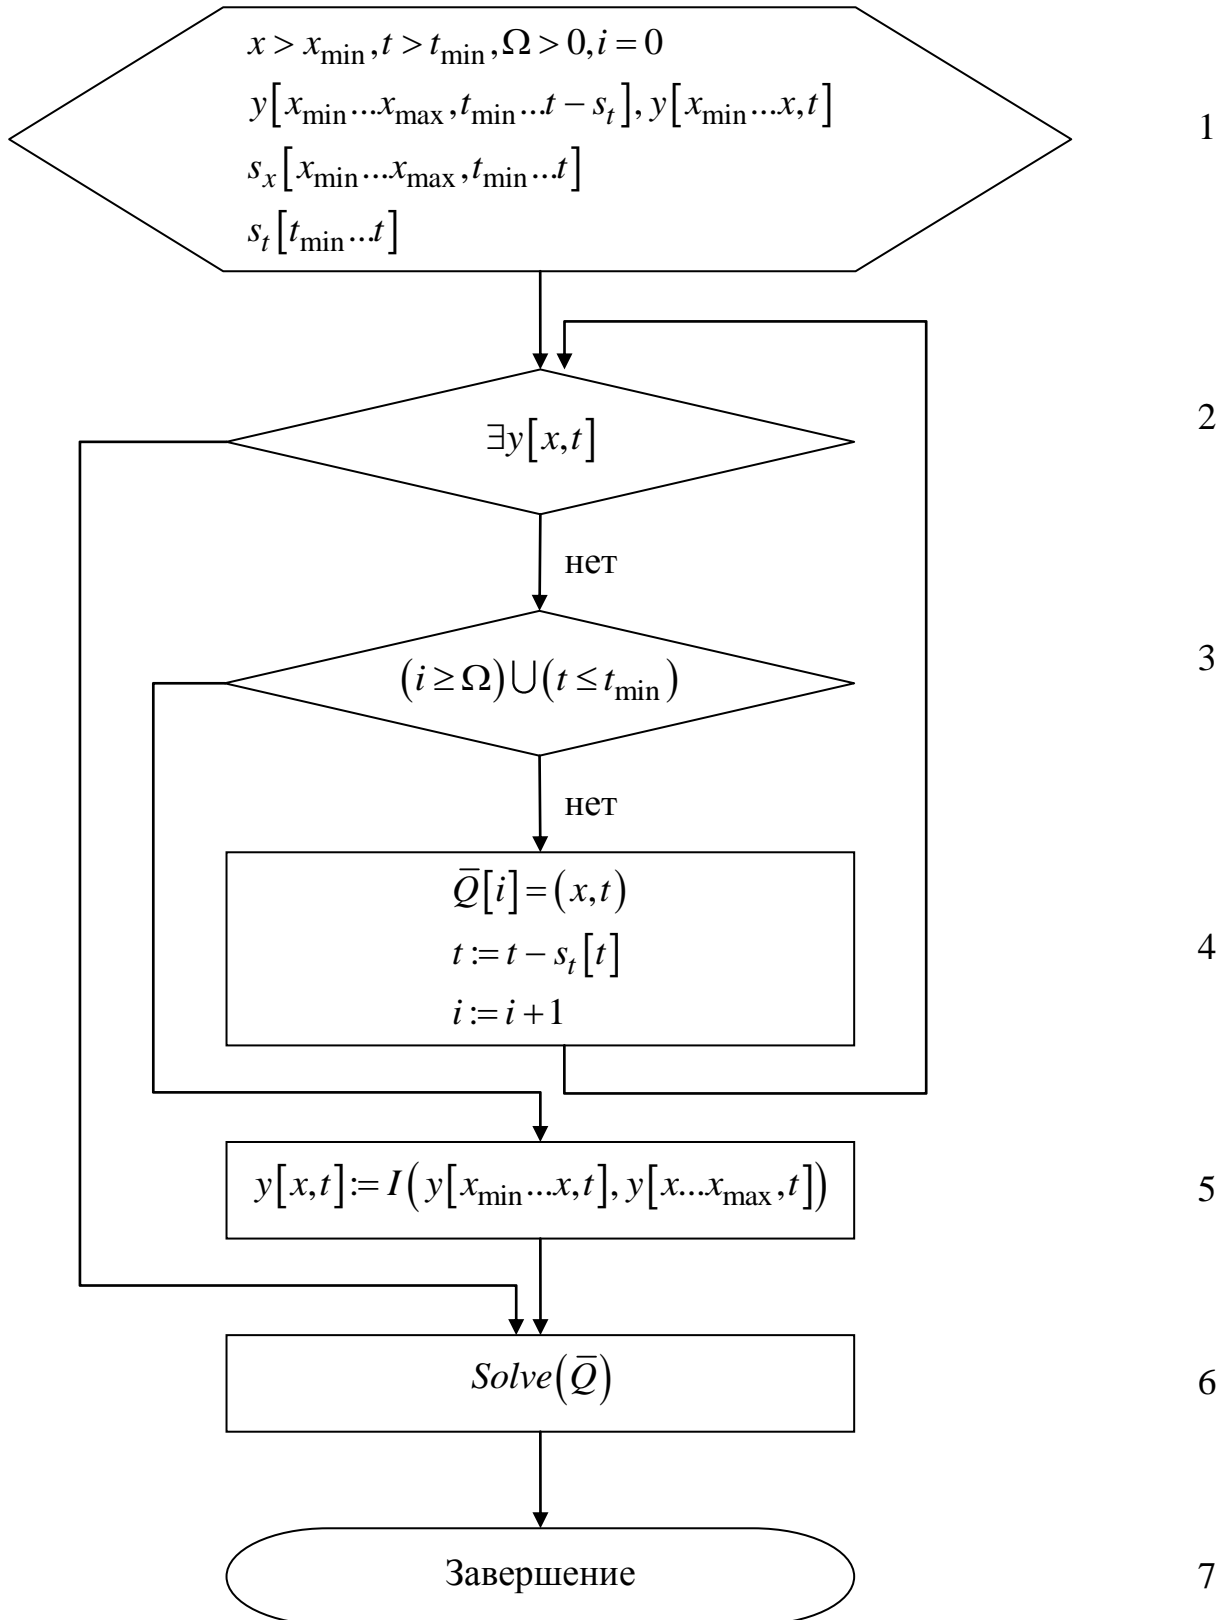 x > x_min, t > t_min, Ω > 0, i = 0
y[x_min...x_max, t_min...t − s_t], y[x_min...x, t]
1
s_x[x_min...x_max, t_min...t]
s_t[t_min...t]
∃y[x,t]
2
нет
(i ≥ Ω)∪(t ≤ t_min)
3
нет
Q̅[i] = (x,t)
t := t − s_t[t]
4
i := i + 1
y[x,t] := I(y[x_min...x,t], y[x...x_max,t])
5
Solve(Q̅)
6
Завершение
7